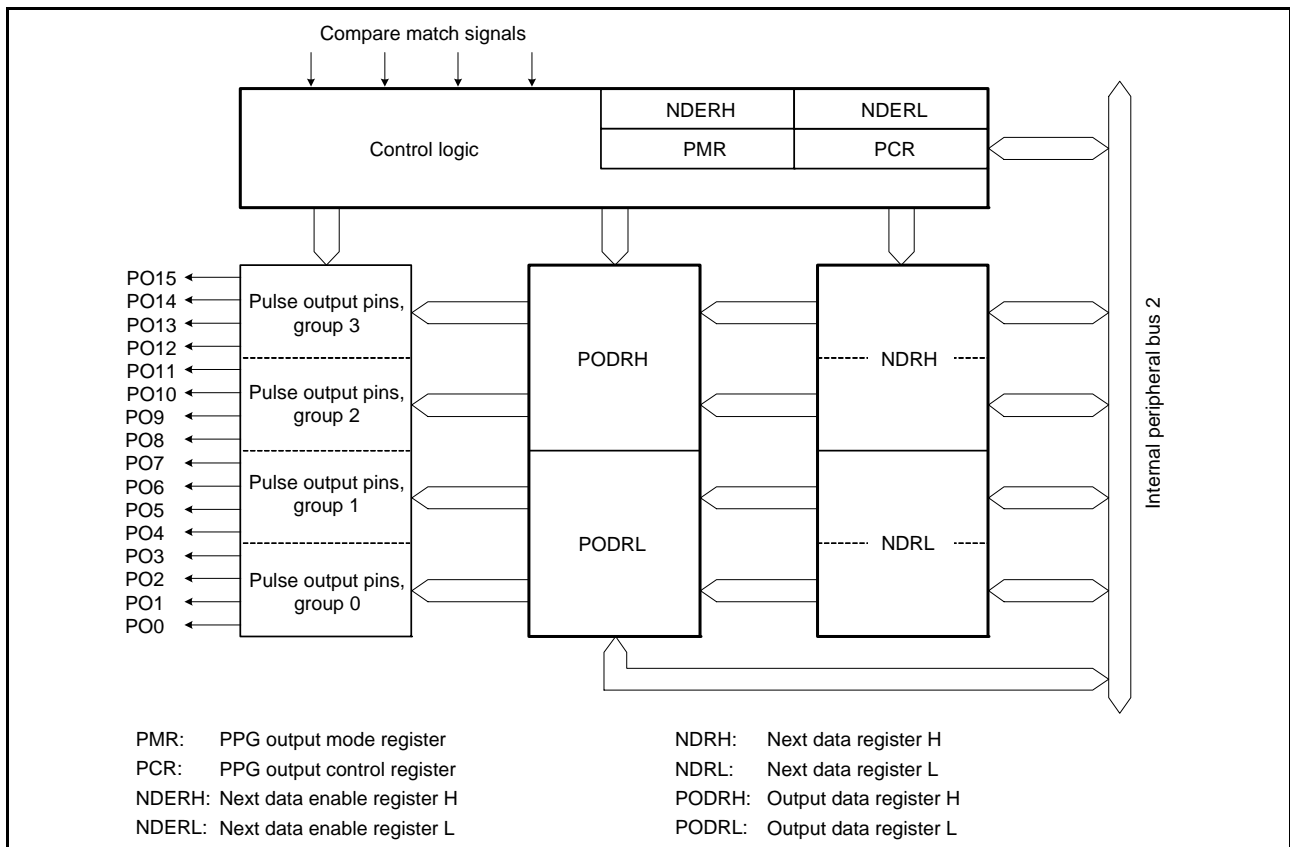 Compare match signals
NDERH
NDERL
Control logic
PMR
PCR
PO15
PO14
PO13
PO12
PO11
PO10
PO9
PO8
PO7
PO6
PO5
PO4
PO3
PO2
PO1
PO0
Pulse output pins,
group 3
Pulse output pins,
group 2
Pulse output pins,
group 1
Pulse output pins,
group 0
PODRH
PODRL
NDRH
NDRL
Internal peripheral bus 2
PMR: PPG output mode register
PCR: PPG output control register
NDERH: Next data enable register H
NDERL: Next data enable register L
NDRH: Next data register H
NDRL: Next data register L
PODRH: Output data register H
PODRL: Output data register L